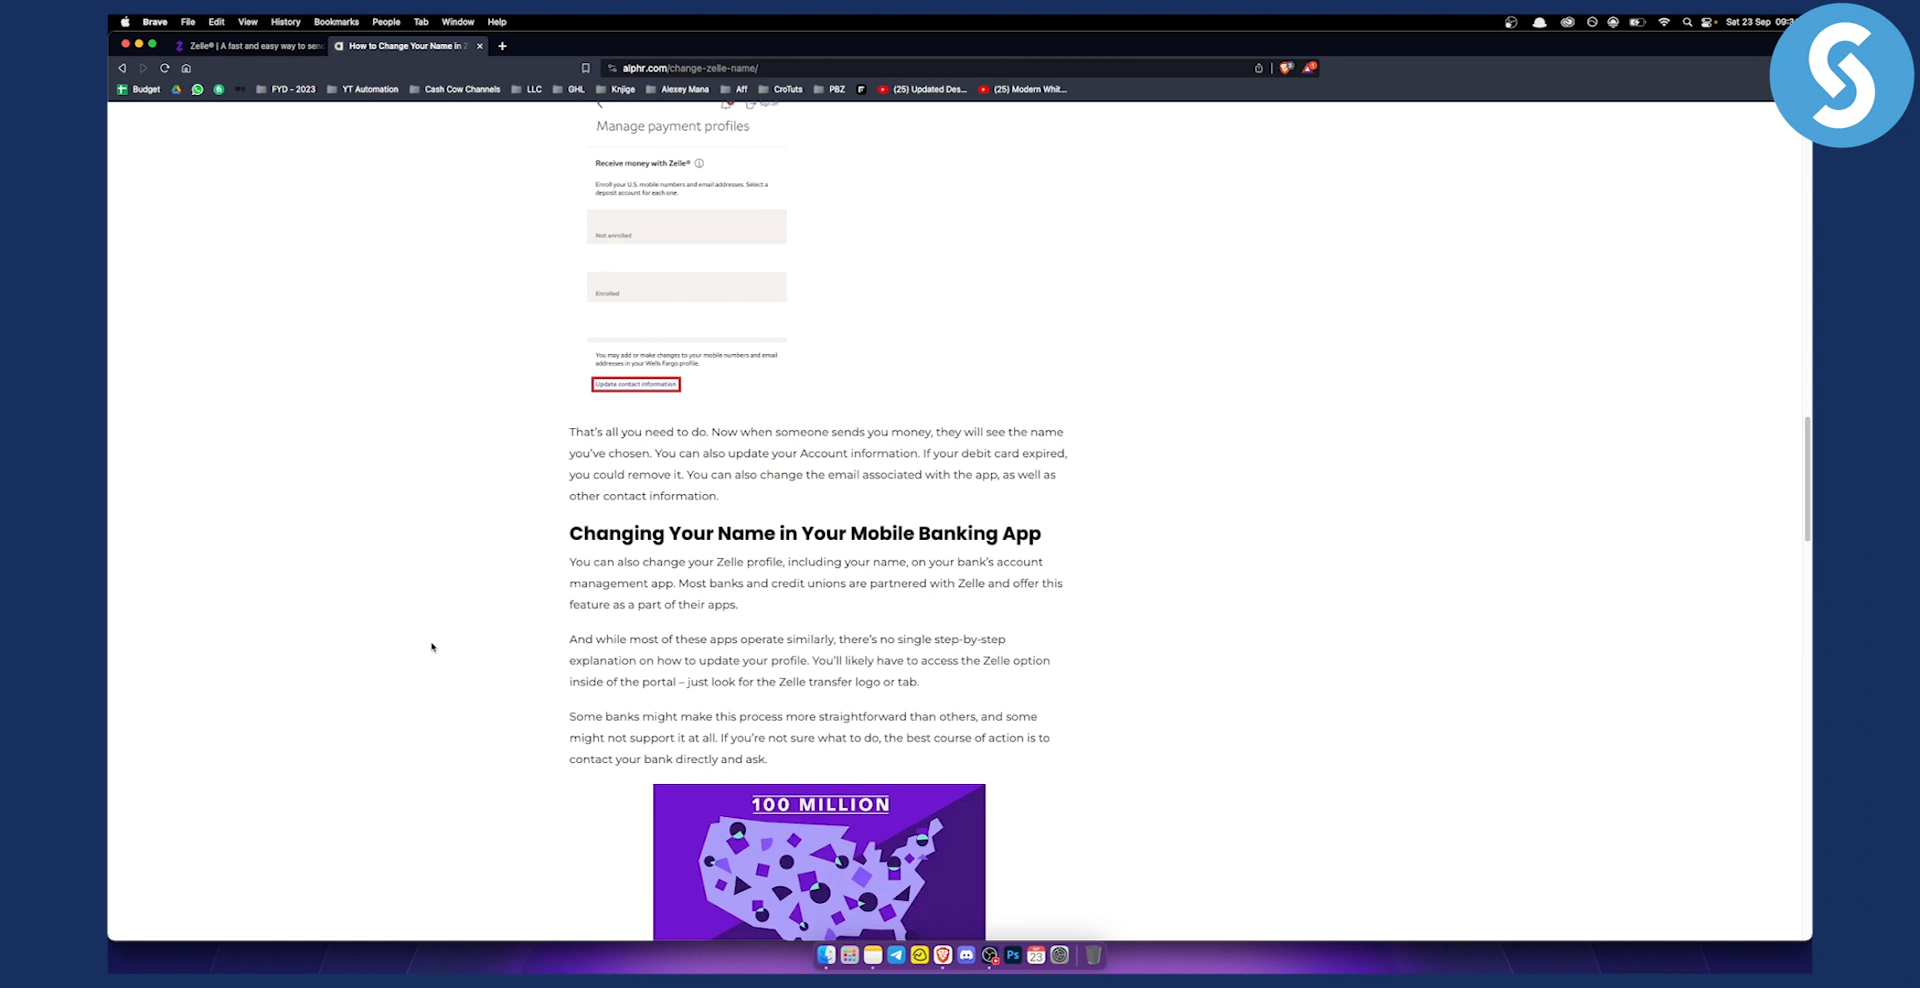 Brave File Edit View History Bookmarks People Tab Window Help
Sat 23 Sep
Zelle® | A fast and easy way to sen
How to Change Your Name in
alphr.com/change-zelle-name/
Budget FYD - 2023 YT Automation Cash Cow Channels LLC GHL Knjige Alexey Mana Aff CroTuts PBZ (25) Updated Des... (25) Modern Whit...
Manage payment profiles
Receive money with Zelle®
Enroll your U.S. mobile numbers and email addresses. Select a
deposit account for each one.
Not enrolled
Enrolled
You may add or make changes to your mobile numbers and email
addresses in your Wells Fargo profile.
Update contact information
That's all you need to do. Now when someone sends you money, they will see the name
you've chosen. You can also update your Account information. If your debit card expired,
you could remove it. You can also change the email associated with the app, as well as
other contact information.
Changing Your Name in Your Mobile Banking App
You can also change your Zelle profile, including your name, on your bank's account
management app. Most banks and credit unions are partnered with Zelle and offer this
feature as a part of their apps.
And while most of these apps operate similarly, there's no single step-by-step
explanation on how to update your profile. You'll likely have to access the Zelle option
inside of the portal – just look for the Zelle transfer logo or tab.
Some banks might make this process more straightforward than others, and some
might not support it at all. If you're not sure what to do, the best course of action is to
contact your bank directly and ask.
100 MILLION
Ps
23